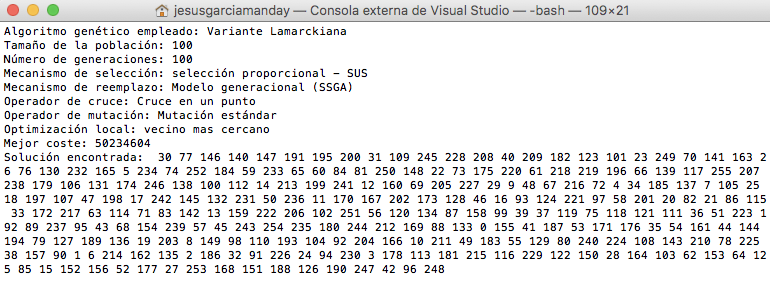 jesusgarciamanday — Consola externa de Visual Studio — -bash — 109×21
Algoritmo genético empleado: Variante Lamarckiana
Tamaño de la población: 100
Número de generaciones: 100
Mecanismo de selección: selección proporcional - SUS
Mecanismo de reemplazo: Modelo generacional (SSGA)
Operador de cruce: Cruce en un punto
Operador de mutación: Mutación estándar
Optimización local: vecino mas cercano
Mejor coste: 50234604
Solución encontrada:  30 77 146 140 147 191 195 200 31 109 245 228 208 40 209 182 123 101 23 249 70 141 163 2
6 76 130 232 165 5 234 74 252 184 59 233 65 60 84 81 250 148 22 73 175 220 61 218 219 196 66 139 117 255 207
238 179 106 131 174 246 138 100 112 14 213 199 241 12 160 69 205 227 29 9 48 67 216 72 4 34 185 137 7 105 25
18 197 107 47 198 17 242 145 132 231 50 236 11 170 167 202 173 128 46 16 93 124 221 97 58 201 20 82 21 86 115
33 172 217 63 114 71 83 142 13 159 222 206 102 251 56 120 134 87 158 99 39 37 119 75 118 121 111 36 51 223 1
92 89 237 95 43 68 154 239 57 45 243 254 235 180 244 212 169 88 133 0 155 41 187 53 171 176 35 54 161 44 144
194 79 127 189 136 19 203 8 149 98 110 193 104 92 204 166 10 211 49 183 55 129 80 240 224 108 143 210 78 225
38 157 90 1 6 214 162 135 2 186 32 91 226 24 94 230 3 178 113 181 215 116 229 122 150 28 164 103 62 153 64 12
5 85 15 152 156 52 177 27 253 168 151 188 126 190 247 42 96 248